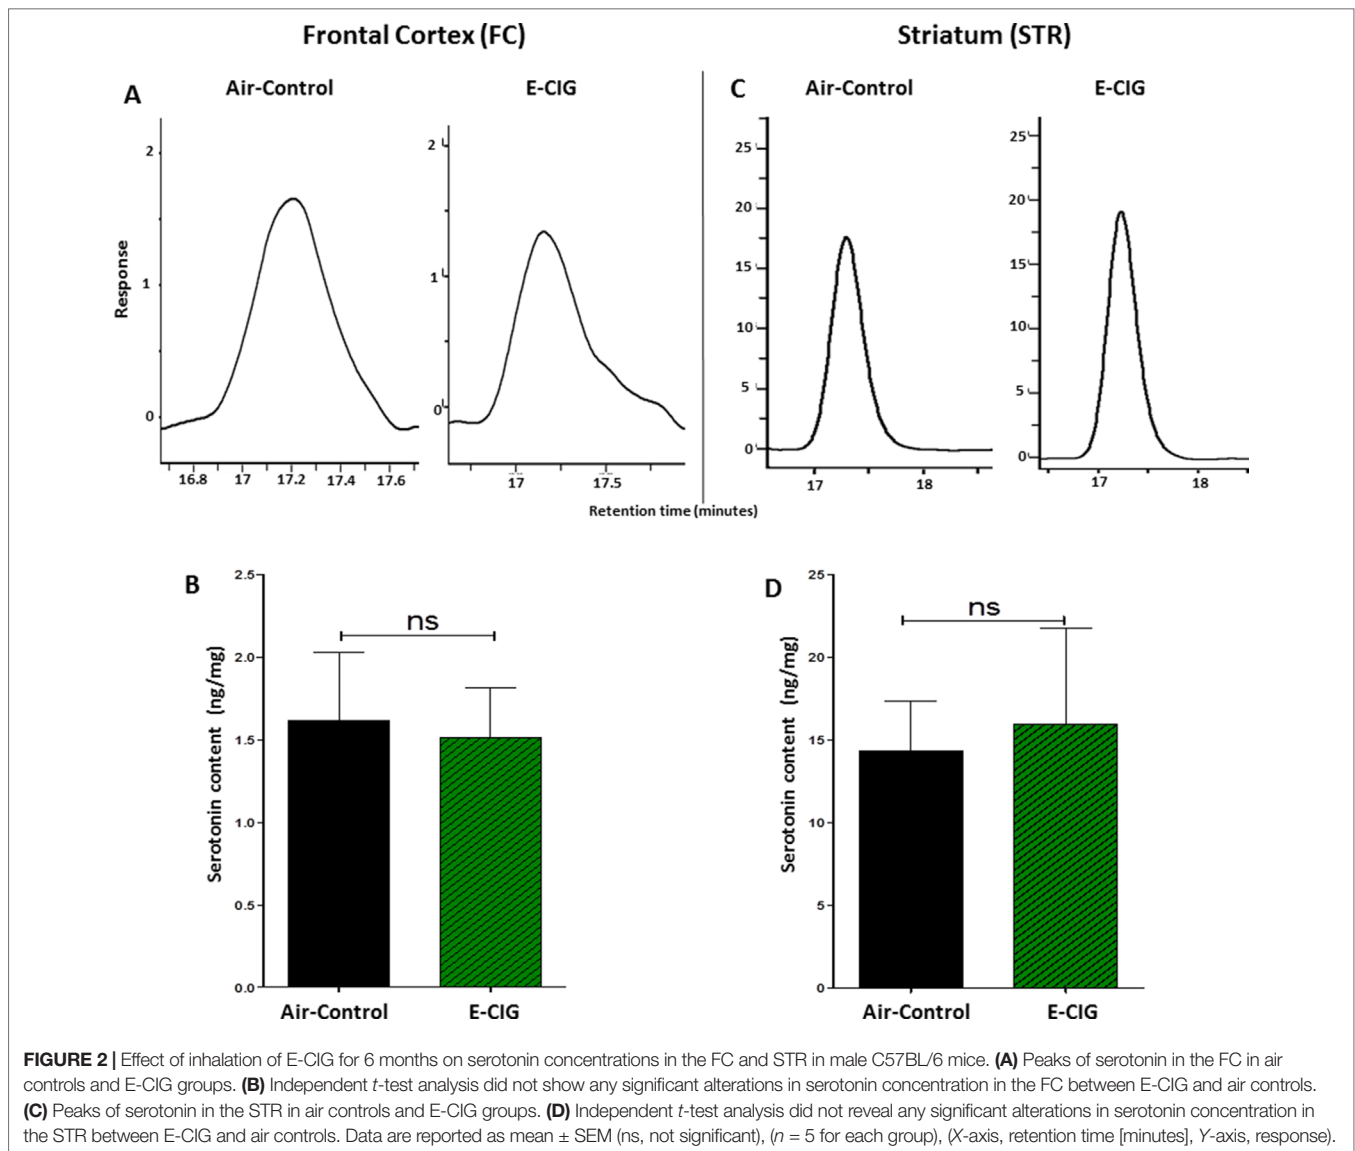 Frontal Cortex (FC)
Striatum (STR)
A
Air-Control
E-CIG
C
Air-Control
E-CIG
Response
2
1
0
16.8 17 17.2 17.4 17.6
2
1
0
17 17.5
25
20
15
10
5
0
17 18
25
20
15
10
5
0
17 18
Retention time (minutes)
B
Serotonin content (ng/mg)
2.5
2.0
1.5
1.0
0.5
0.0
ns
Air-Control E-CIG
D
Serotonin content (ng/mg)
25
20
15
10
5
0
ns
Air-Control E-CIG
FIGURE 2 | Effect of inhalation of E-CIG for 6 months on serotonin concentrations in the FC and STR in male C57BL/6 mice. (A) Peaks of serotonin in the FC in air
controls and E-CIG groups. (B) Independent t-test analysis did not show any significant alterations in serotonin concentration in the FC between E-CIG and air controls.
(C) Peaks of serotonin in the STR in air controls and E-CIG groups. (D) Independent t-test analysis did not reveal any significant alterations in serotonin concentration in
the STR between E-CIG and air controls. Data are reported as mean ± SEM (ns, not significant), (n = 5 for each group), (X-axis, retention time [minutes], Y-axis, response).